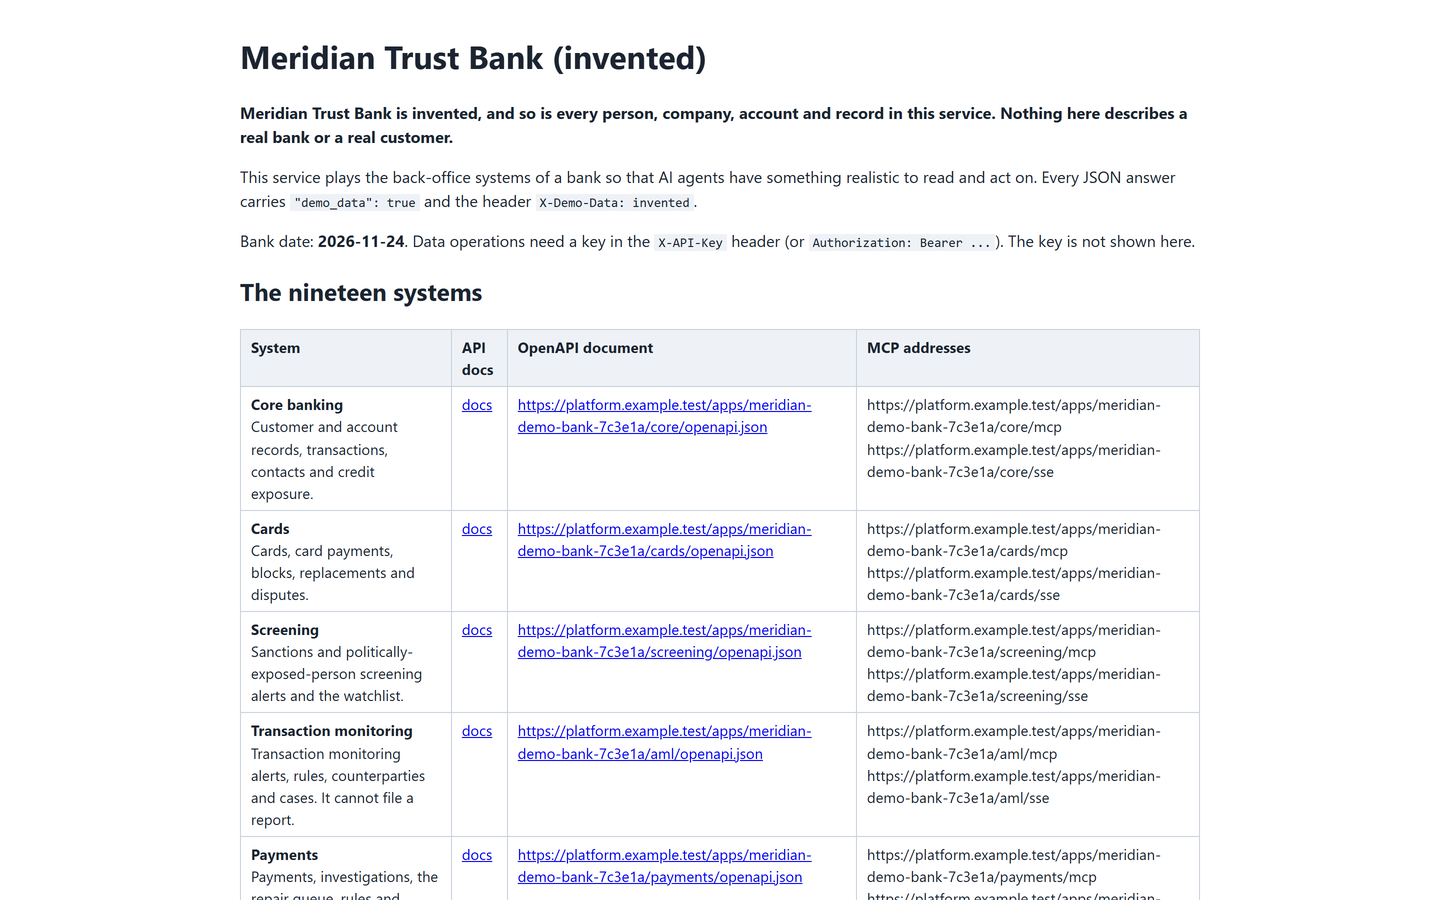 Meridian Trust Bank (invented)
Meridian Trust Bank is invented, and so is every person, company, account and record in this service. Nothing here describes a
real bank or a real customer.
This service plays the back-office systems of a bank so that AI agents have something realistic to read and act on. Every JSON answer
carries "demo_data": true and the header X-Demo-Data: invented.
Bank date: 2026-11-24. Data operations need a key in the X-API-Key header (or Authorization: Bearer ...). The key is not shown here.
The nineteen systems
System
API
docs
OpenAPI document
MCP addresses
Core banking
Customer and account
records, transactions,
contacts and credit
exposure.
docs
https://platform.example.test/apps/meridian-
demo-bank-7c3e1a/core/openapi.json
https://platform.example.test/apps/meridian-
demo-bank-7c3e1a/core/mcp
https://platform.example.test/apps/meridian-
demo-bank-7c3e1a/core/sse
Cards
Cards, card payments,
blocks, replacements and
disputes.
docs
https://platform.example.test/apps/meridian-
demo-bank-7c3e1a/cards/openapi.json
https://platform.example.test/apps/meridian-
demo-bank-7c3e1a/cards/mcp
https://platform.example.test/apps/meridian-
demo-bank-7c3e1a/cards/sse
Screening
Sanctions and politically-
exposed-person screening
alerts and the watchlist.
docs
https://platform.example.test/apps/meridian-
demo-bank-7c3e1a/screening/openapi.json
https://platform.example.test/apps/meridian-
demo-bank-7c3e1a/screening/mcp
https://platform.example.test/apps/meridian-
demo-bank-7c3e1a/screening/sse
Transaction monitoring
Transaction monitoring
alerts, rules, counterparties
and cases. It cannot file a
report.
docs
https://platform.example.test/apps/meridian-
demo-bank-7c3e1a/aml/openapi.json
https://platform.example.test/apps/meridian-
demo-bank-7c3e1a/aml/mcp
https://platform.example.test/apps/meridian-
demo-bank-7c3e1a/aml/sse
Payments
Payments, investigations, the
repair queue, rules and
docs
https://platform.example.test/apps/meridian-
demo-bank-7c3e1a/payments/openapi.json
https://platform.example.test/apps/meridian-
demo-bank-7c3e1a/payments/mcp
https://platform.example.test/apps/meridian-